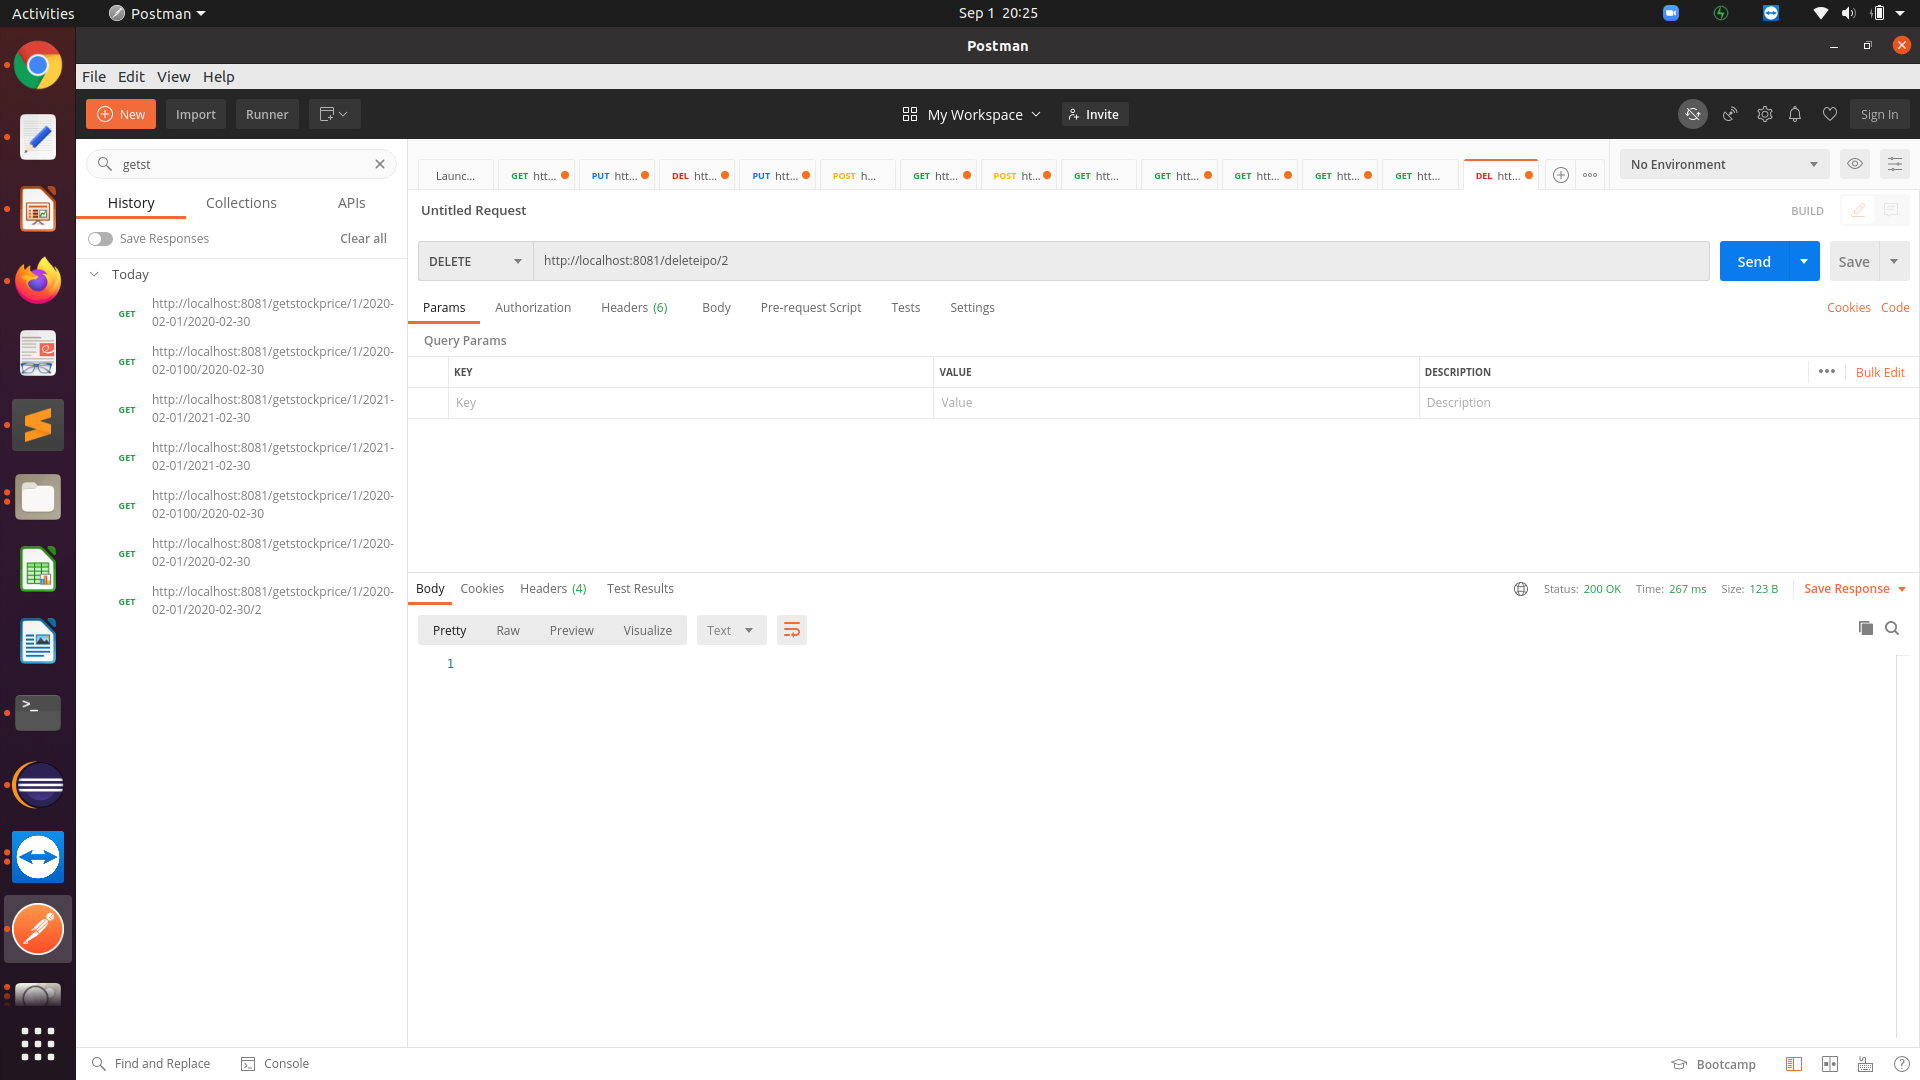 Activities
Postman
Sep 1 20:25
Postman
File Edit View Help
New
Import
Runner
My Workspace
Invite
Sign In
getst
Launc...
GET htt...
PUT htt...
DEL htt...
PUT htt...
POST h...
GET htt...
POST ht...
GET htt...
GET htt...
GET htt...
GET htt...
GET htt...
DEL htt...
No Environment
History
Collections
APIs
Untitled Request
BUILD
Save Responses
Clear all
DELETE
http://localhost:8081/deleteipo/2
Send
Save
Today
GET http://localhost:8081/getstockprice/1/2020-
02-01/2020-02-30
GET http://localhost:8081/getstockprice/1/2020-
02-0100/2020-02-30
GET http://localhost:8081/getstockprice/1/2021-
02-01/2021-02-30
GET http://localhost:8081/getstockprice/1/2021-
02-01/2021-02-30
GET http://localhost:8081/getstockprice/1/2020-
02-0100/2020-02-30
GET http://localhost:8081/getstockprice/1/2020-
02-01/2020-02-30
GET http://localhost:8081/getstockprice/1/2020-
02-01/2020-02-30/2
Params
Authorization
Headers (6)
Body
Pre-request Script
Tests
Settings
Cookies Code
Query Params
KEY
VALUE
DESCRIPTION
Bulk Edit
Key
Value
Description
Body
Cookies
Headers (4)
Test Results
Status: 200 OK
Time: 267 ms
Size: 123 B
Save Response
Pretty
Raw
Preview
Visualize
Text
1
Find and Replace
Console
Bootcamp